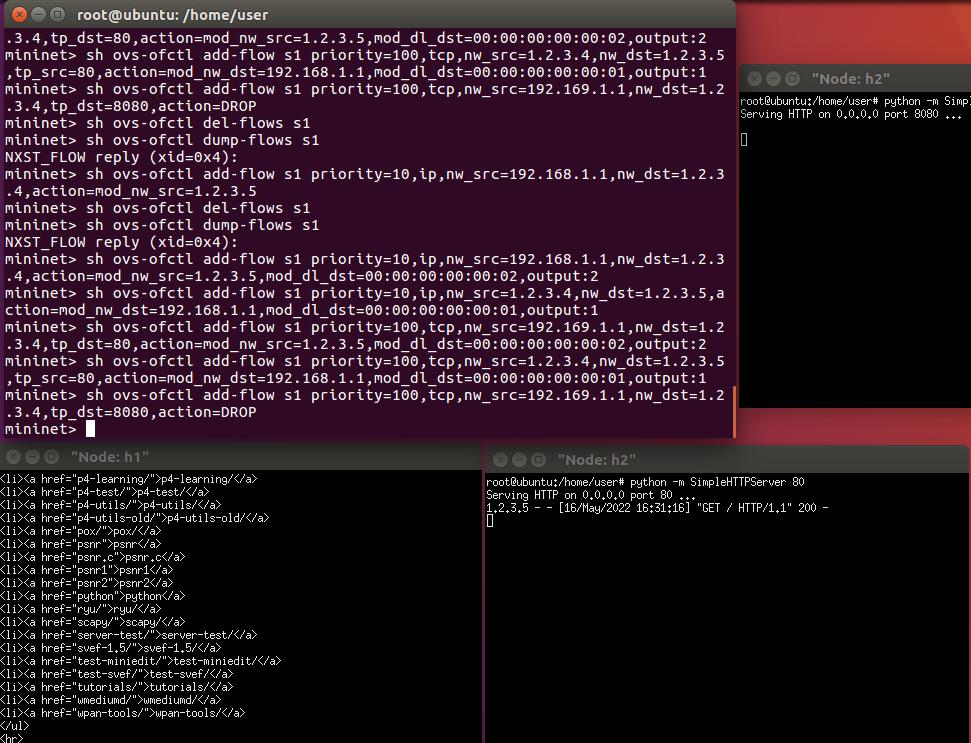 root@ubuntu: /home/user
.3.4,tp_dst=80,action=mod_nw_src=1.2.3.5,mod_dl_dst=00:00:00:00:00:02,output:2
mininet> sh ovs-ofctl add-flow s1 priority=100,tcp,nw_src=1.2.3.4,nw_dst=1.2.3.5
,tp_src=80,action=mod_nw_dst=192.168.1.1,mod_dl_dst=00:00:00:00:00:01,output:1
mininet> sh ovs-ofctl add-flow s1 priority=100,tcp,nw_src=192.169.1.1,nw_dst=1.2
.3.4,tp_dst=8080,action=DROP
mininet> sh ovs-ofctl del-flows s1
mininet> sh ovs-ofctl dump-flows s1
NXST_FLOW reply (xid=0x4):
mininet> sh ovs-ofctl add-flow s1 priority=10,ip,nw_src=192.168.1.1,nw_dst=1.2.3
.4,action=mod_nw_src=1.2.3.5
mininet> sh ovs-ofctl del-flows s1
mininet> sh ovs-ofctl dump-flows s1
NXST_FLOW reply (xid=0x4):
mininet> sh ovs-ofctl add-flow s1 priority=10,ip,nw_src=192.168.1.1,nw_dst=1.2.3
.4,action=mod_nw_src=1.2.3.5,mod_dl_dst=00:00:00:00:00:02,output:2
mininet> sh ovs-ofctl add-flow s1 priority=10,ip,nw_src=1.2.3.4,nw_dst=1.2.3.5,a
ction=mod_nw_dst=192.168.1.1,mod_dl_dst=00:00:00:00:00:01,output:1
mininet> sh ovs-ofctl add-flow s1 priority=100,tcp,nw_src=192.169.1.1,nw_dst=1.2
.3.4,tp_dst=80,action=mod_nw_src=1.2.3.5,mod_dl_dst=00:00:00:00:00:02,output:2
mininet> sh ovs-ofctl add-flow s1 priority=100,tcp,nw_src=1.2.3.4,nw_dst=1.2.3.5
,tp_src=80,action=mod_nw_dst=192.168.1.1,mod_dl_dst=00:00:00:00:00:01,output:1
mininet> sh ovs-ofctl add-flow s1 priority=100,tcp,nw_src=192.169.1.1,nw_dst=1.2
.3.4,tp_dst=8080,action=DROP
mininet>
"Node: h2"
root@ubuntu:/home/user# python -m Simpl
Serving HTTP on 0.0.0.0 port 8080 ...
"Node: h1"
<li><a href="p4-learning/">p4-learning/</a>
<li><a href="p4-test/">p4-test/</a>
<li><a href="p4-utils/">p4-utils/</a>
<li><a href="p4-utils-old/">p4-utils-old/</a>
<li><a href="pox/">pox/</a>
<li><a href="psnr">psnr</a>
<li><a href="psnr.c">psnr.c</a>
<li><a href="psnr1">psnr1</a>
<li><a href="psnr2">psnr2</a>
<li><a href="python">python</a>
<li><a href="ryu/">ryu/</a>
<li><a href="scapy/">scapy/</a>
<li><a href="server-test/">server-test/</a>
<li><a href="svef-1.5/">svef-1.5/</a>
<li><a href="test-miniedit/">test-miniedit/</a>
<li><a href="test-svef/">test-svef/</a>
<li><a href="tutorials/">tutorials/</a>
<li><a href="wmediumd/">wmediumd/</a>
<li><a href="wpan-tools/">wpan-tools/</a>
</ul>
<hr>
"Node: h2"
root@ubuntu:/home/user# python -m SimpleHTTPServer 80
Serving HTTP on 0.0.0.0 port 80 ...
1.2.3.5 - - [16/May/2022 16:31:16] "GET / HTTP/1.1" 200 -